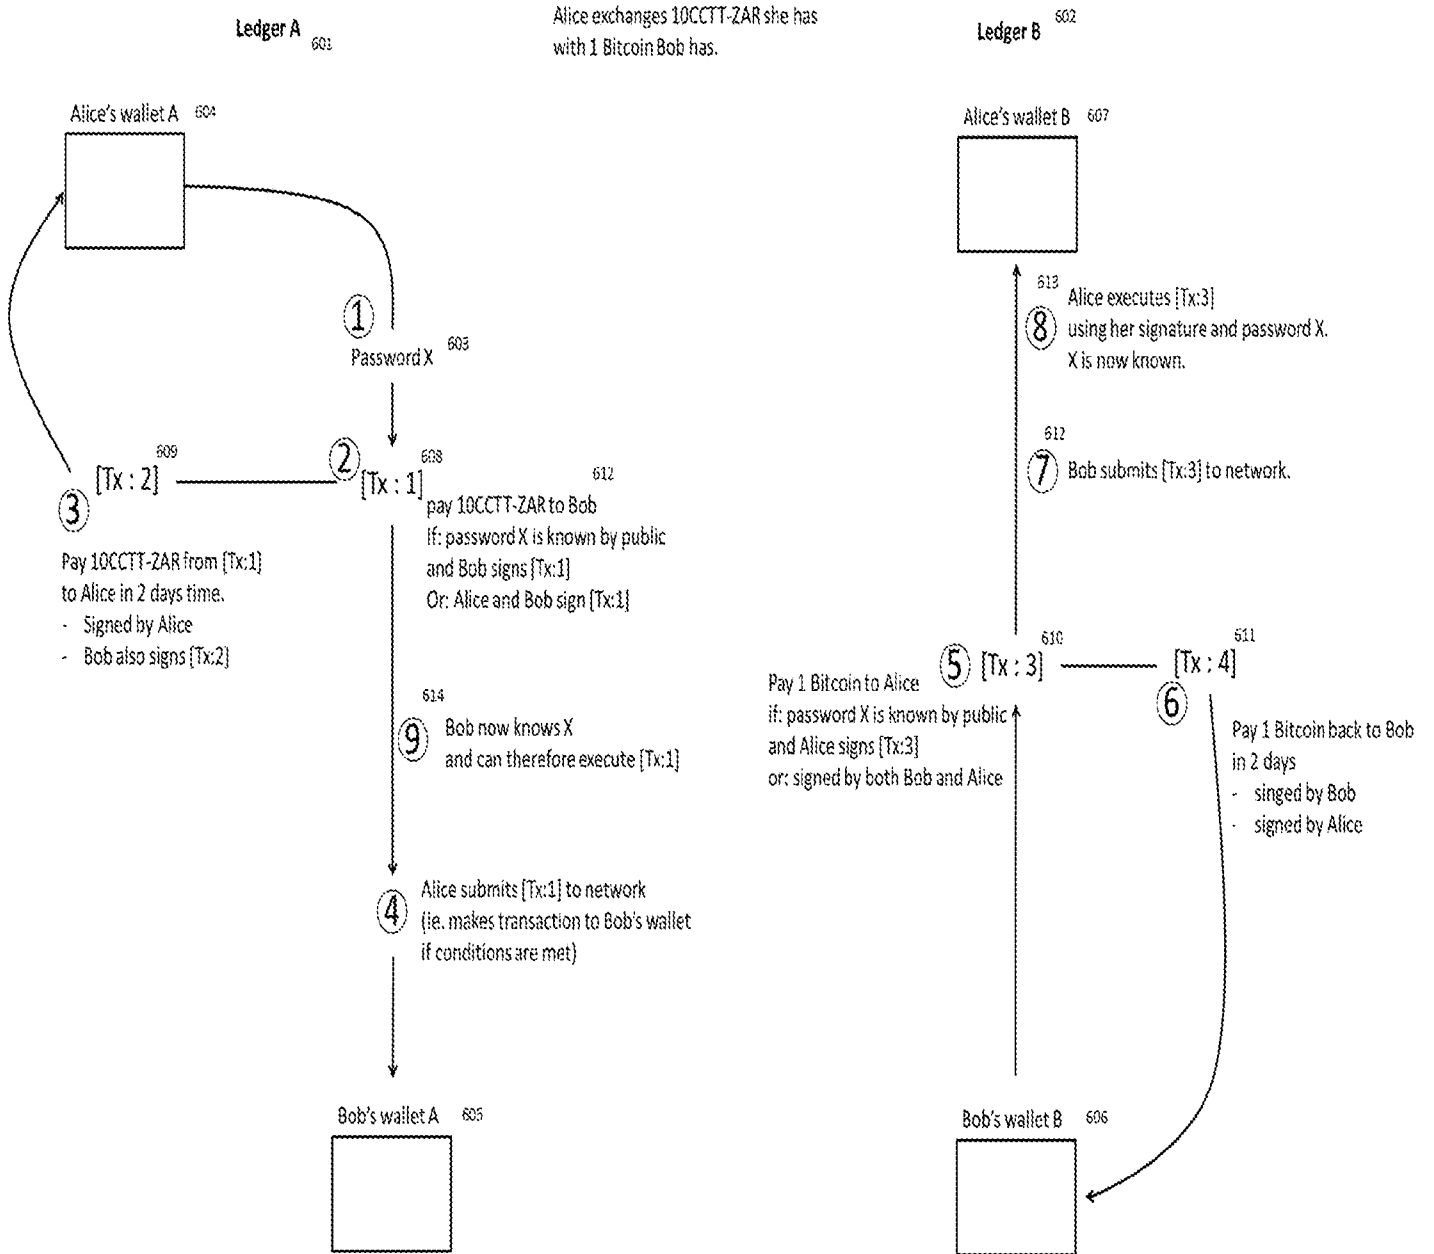 Ledger A
601
Alice exchanges 10CCTT-ZAR she has
with 1 Bitcoin Bob has.
Ledger B
602
Alice's wallet A
604
1
Password X
603
2
[Tx : 1]
608
612
pay 10CCTT-ZAR to Bob
If: password X is known by public
and Bob signs [Tx:1]
Or: Alice and Bob sign [Tx:1]
[Tx : 2]
609
3
Pay 10CCTT-ZAR from [Tx:1]
to Alice in 2 days time.
- Signed by Alice
- Bob also signs [Tx:2]
614
9
Bob now knows X
and can therefore execute [Tx:1]
4
Alice submits [Tx:1] to network
(ie. makes transaction to Bob's wallet
if conditions are met)
Bob's wallet A
605
Alice's wallet B
607
613
8
Alice executes [Tx:3]
using her signature and password X.
X is now known.
612
7
Bob submits [Tx:3] to network.
5
[Tx : 3]
610
Pay 1 Bitcoin to Alice
if: password X is known by public
and Alice signs [Tx:3]
or: signed by both Bob and Alice
[Tx : 4]
611
6
Pay 1 Bitcoin back to Bob
in 2 days
- singed by Bob
- signed by Alice
Bob's wallet B
606